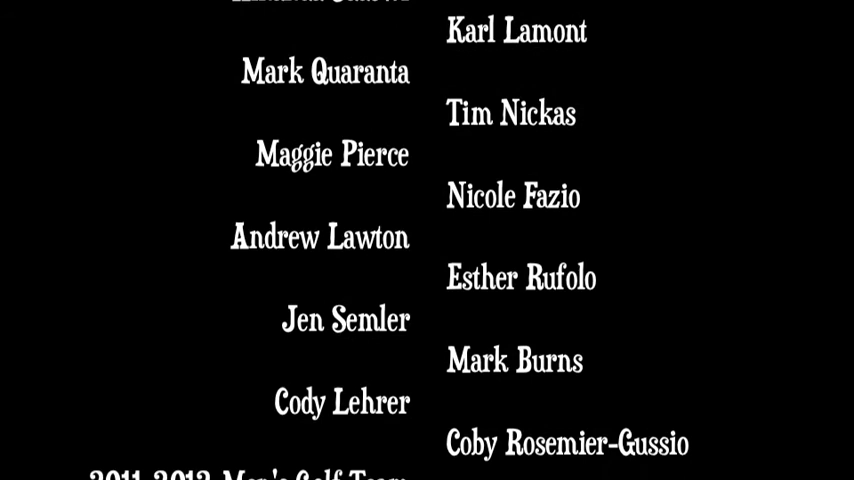 Karl Lamont
Mark Quaranta
Tim Nickas
Maggie Pierce
Nicole Fazio
Andrew Lawton
Esther Rufolo
Jen Semler
Mark Burns
Cody Lehrer
Coby Rosemier-Gussio
2011-2012 Men's Golf Team